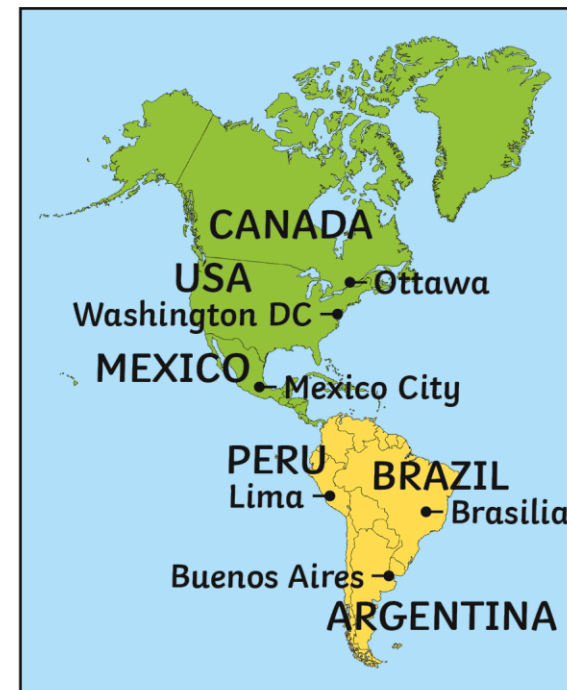 CANADA
USA
Ottawa
Washington DC
MEXICO
Mexico City
PERU
BRAZIL
Lima
Brasilia
Buenos Aires
ARGENTINA